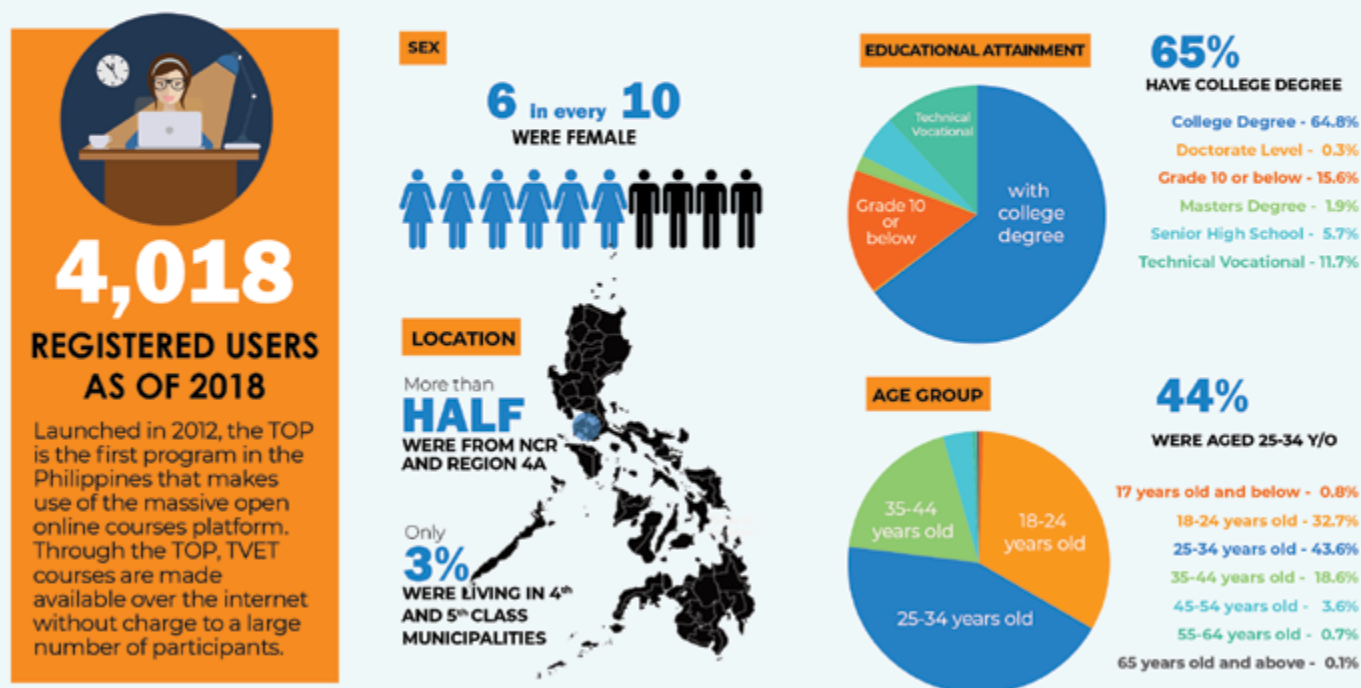 4,018
REGISTERED USERS
AS OF 2018
Launched in 2012, the TOP
is the first program in the
Philippines that makes
use of the massive open
online courses platform.
Through the TOP, TVET
courses are made
available over the internet
without charge to a large
number of participants.
SEX
6 in every 10
WERE FEMALE
LOCATION
More than
HALF
WERE FROM NCR
AND REGION 4A
Only
3%
WERE LIVING IN 4th
AND 5th CLASS
MUNICIPALITIES
EDUCATIONAL ATTAINMENT
Technical
Vocational
Grade 10
or
below
with
college
degree
65%
HAVE COLLEGE DEGREE
College Degree - 64.8%
Doctorate Level - 0.3%
Grade 10 or below - 15.6%
Masters Degree - 1.9%
Senior High School - 5.7%
Technical Vocational - 11.7%
AGE GROUP
35-44
years old
18-24
years old
25-34 years old
44%
WERE AGED 25-34 Y/O
17 years old and below - 0.8%
18-24 years old - 32.7%
25-34 years old - 43.6%
35-44 years old - 18.6%
45-54 years old - 3.6%
55-64 years old - 0.7%
65 years old and above - 0.1%